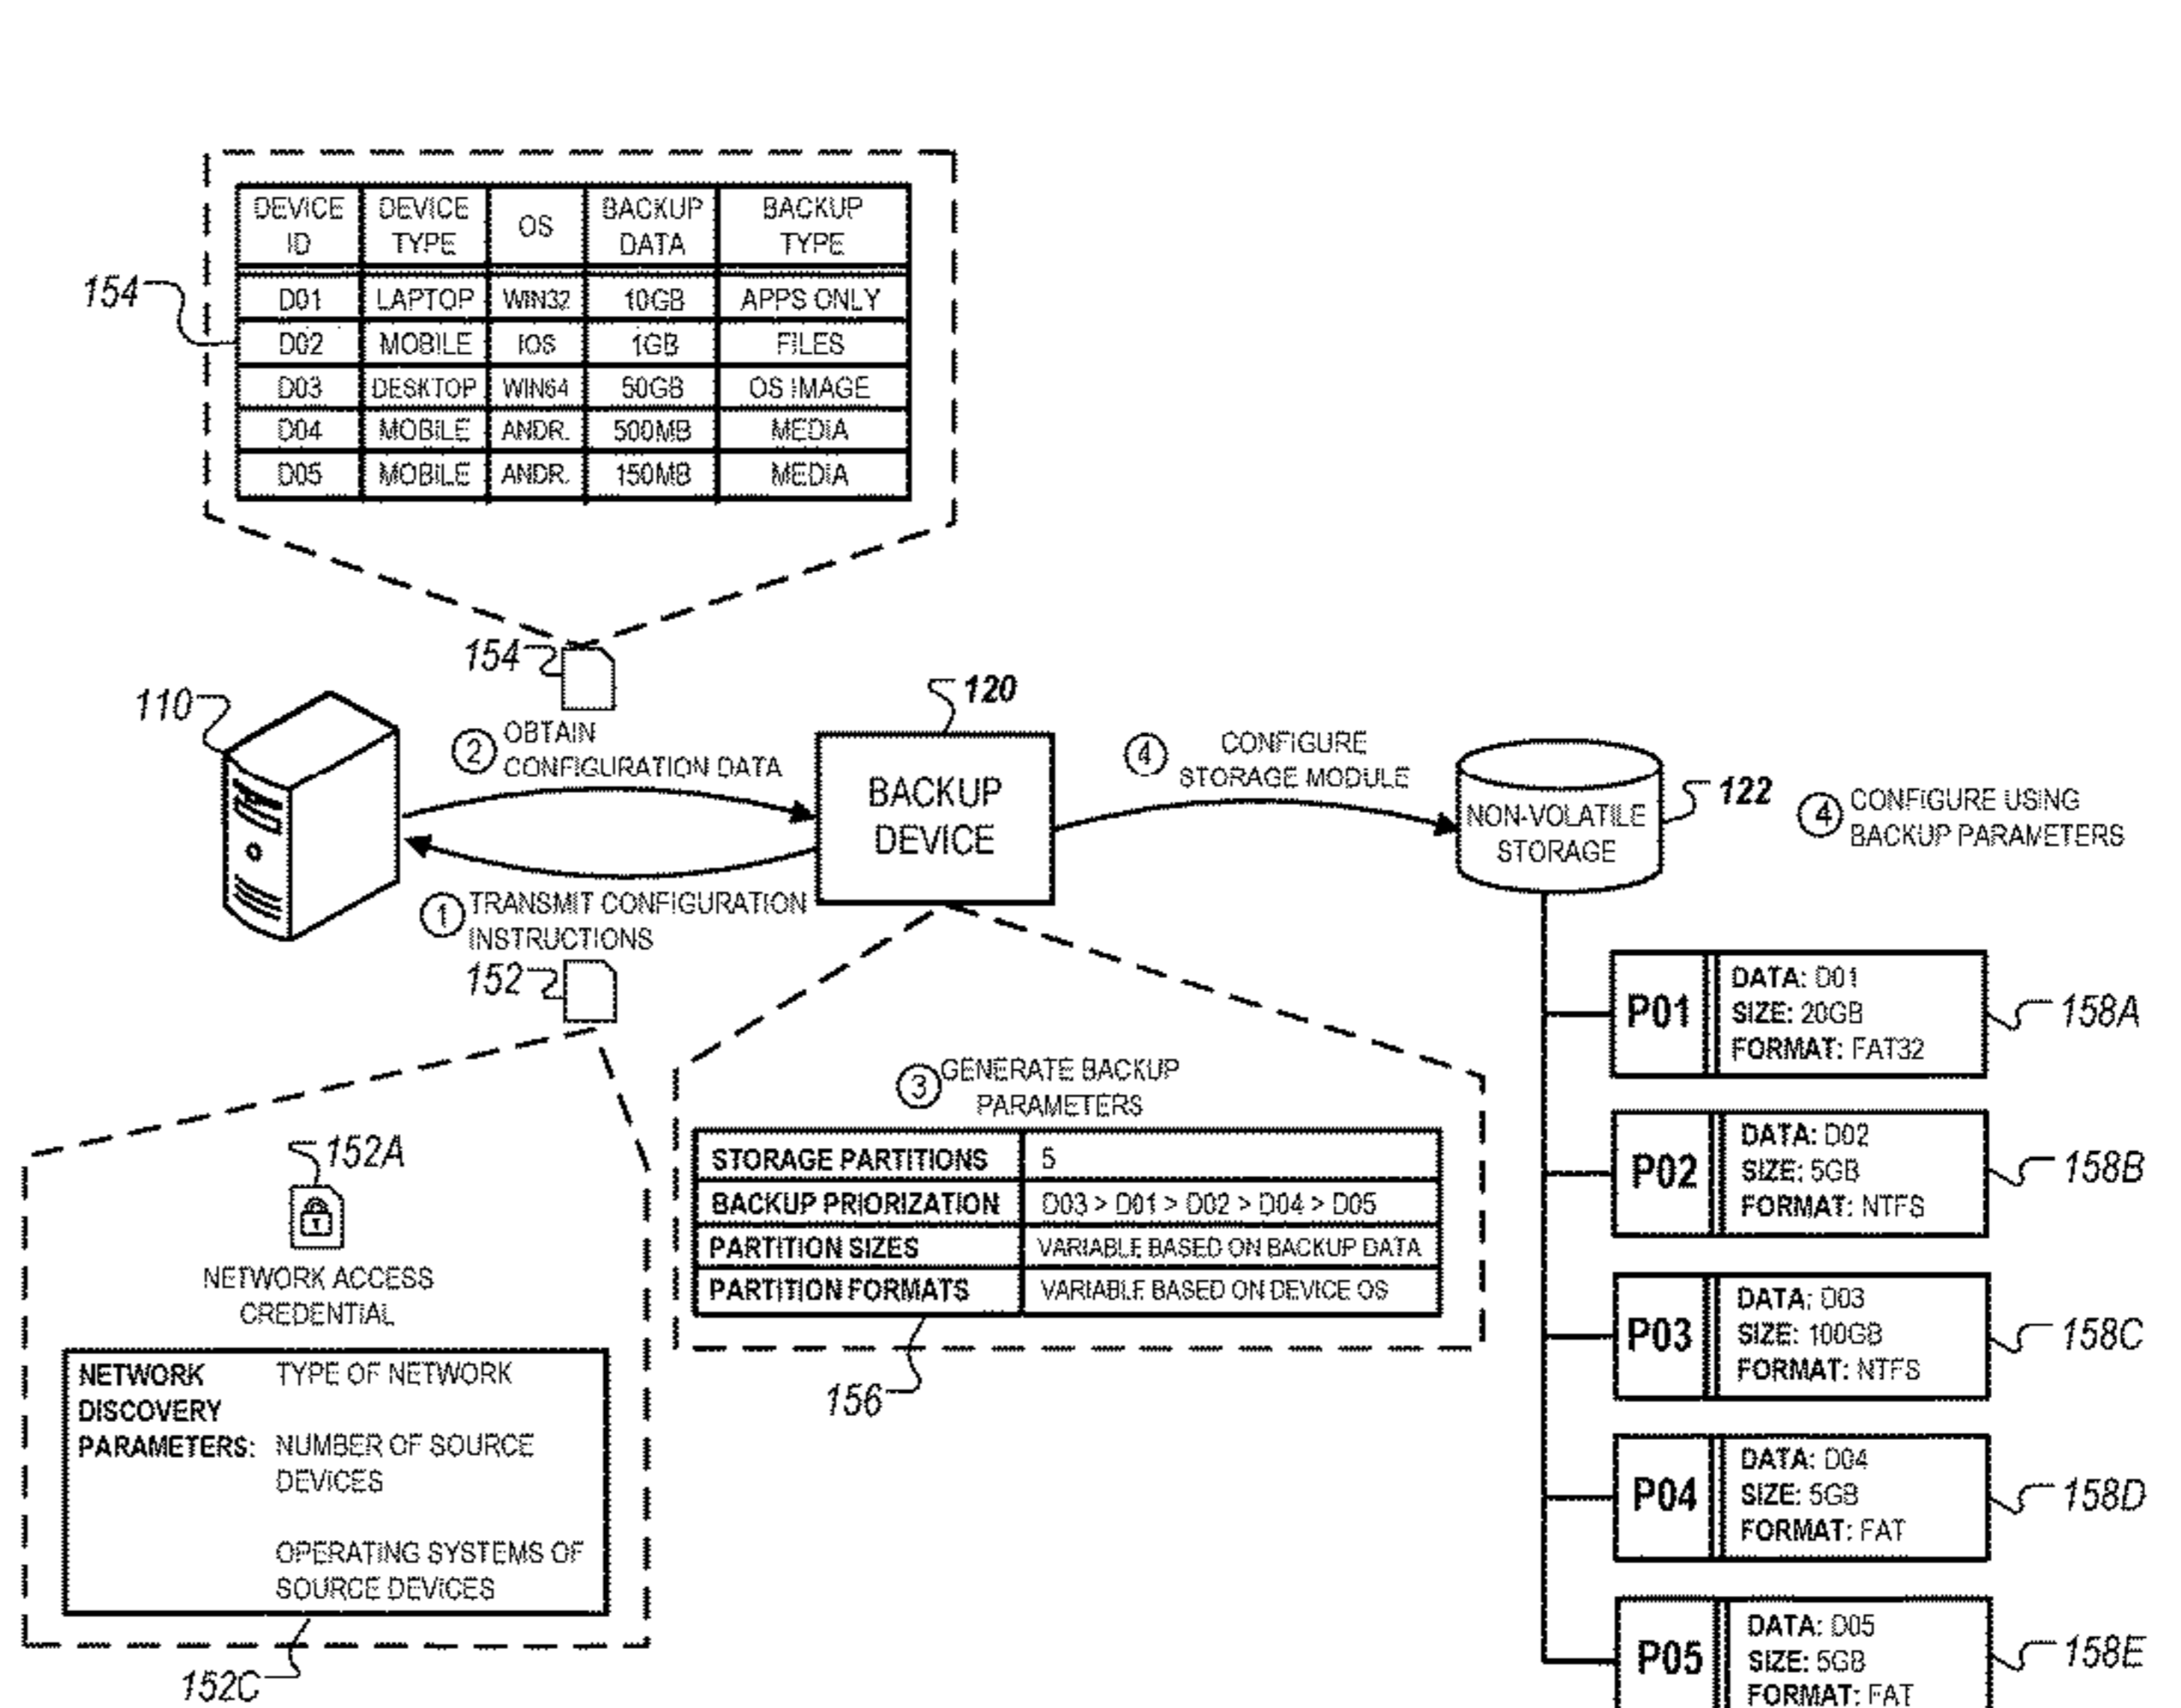 DEVICE ID	DEVICE TYPE	OS	BACKUP DATA	BACKUP TYPE
D01	LAPTOP	WIN32	10GB	APPS ONLY
D02	MOBILE	IOS	1GB	FILES
D03	DESKTOP	WIN64	50GB	OS IMAGE
D04	MOBILE	ANDR.	500MB	MEDIA
D05	MOBILE	ANDR.	150MB	MEDIA
154
154
110
2 OBTAIN
CONFIGURATION DATA
120
BACKUP
DEVICE
4 CONFIGURE
STORAGE MODULE
NON-VOLATILE
STORAGE
122
4 CONFIGURE USING
BACKUP PARAMETERS
1 TRANSMIT CONFIGURATION
INSTRUCTIONS
152
152A
NETWORK ACCESS
CREDENTIAL
NETWORK
DISCOVERY
PARAMETERS:
TYPE OF NETWORK
NUMBER OF SOURCE
DEVICES
OPERATING SYSTEMS OF
SOURCE DEVICES
152C
3 GENERATE BACKUP
PARAMETERS
STORAGE PARTITIONS	5
BACKUP PRIORIZATION	D03 > D01 > D02 > D04 > D05
PARTITION SIZES	VARIABLE BASED ON BACKUP DATA
PARTITION FORMATS	VARIABLE BASED ON DEVICE OS
156
P01
DATA: D01
SIZE: 20GB
FORMAT: FAT32
158A
P02
DATA: D02
SIZE: 5GB
FORMAT: NTFS
158B
P03
DATA: D03
SIZE: 100GB
FORMAT: NTFS
158C
P04
DATA: D04
SIZE: 5GB
FORMAT: FAT
158D
P05
DATA: D05
SIZE: 5GB
FORMAT: FAT
158E